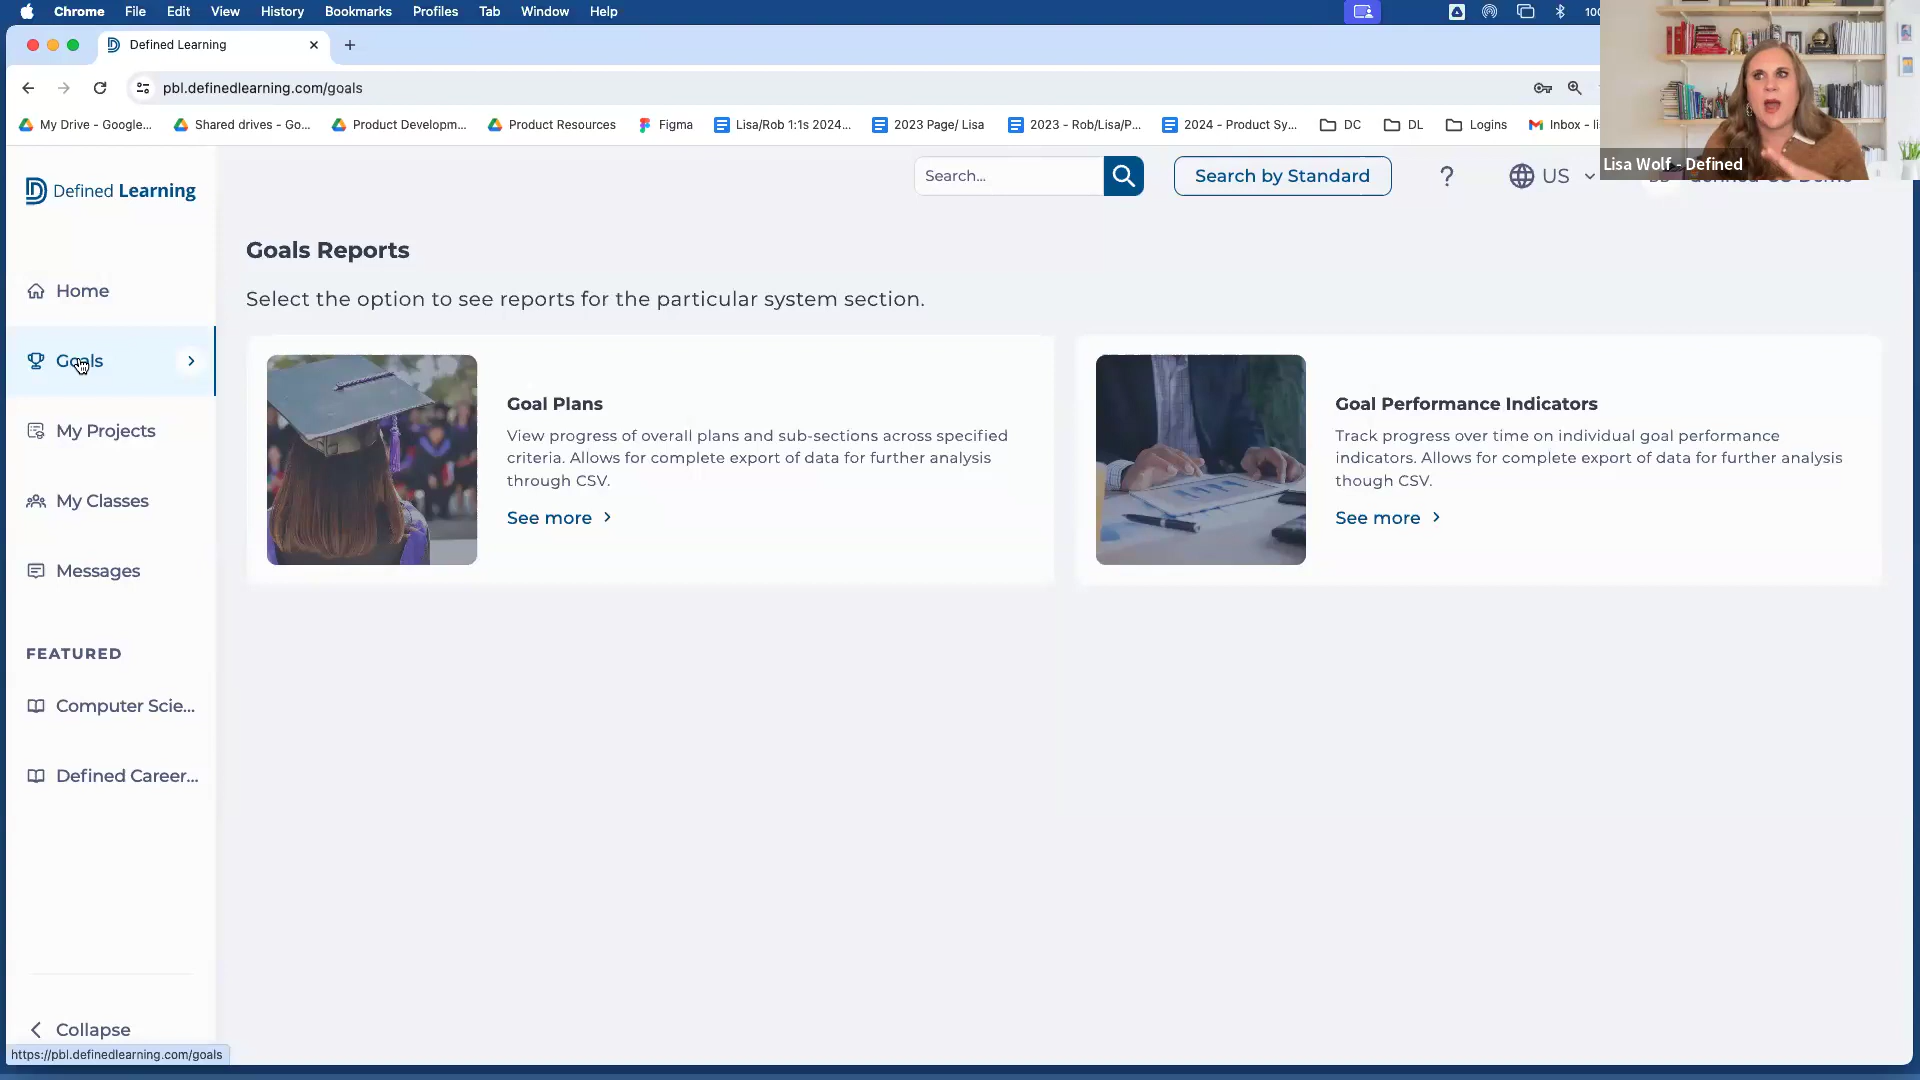 Chrome File Edit View History Bookmarks Profiles Tab Window Help
Defined Learning
pbl.definedlearning.com/goals
My Drive - Google...
Shared drives - Go...
Product Developm...
Product Resources
Figma
Lisa/Rob 1:1s 2024...
2023 Page/ Lisa
2023 - Rob/Lisa/P...
2024 - Product Sy...
DC
DL
Logins
Inbox - li
Lisa Wolf - Defined
Defined Learning
Search...
Search by Standard
?
US
Home
Goals
My Projects
My Classes
Messages
FEATURED
Computer Scie...
Defined Career...
Collapse
https://pbl.definedlearning.com/goals
Goals Reports
Select the option to see reports for the particular system section.
Goal Plans
View progress of overall plans and sub-sections across specified
criteria. Allows for complete export of data for further analysis
through CSV.
See more
Goal Performance Indicators
Track progress over time on individual goal performance
indicators. Allows for complete export of data for further analysis
though CSV.
See more